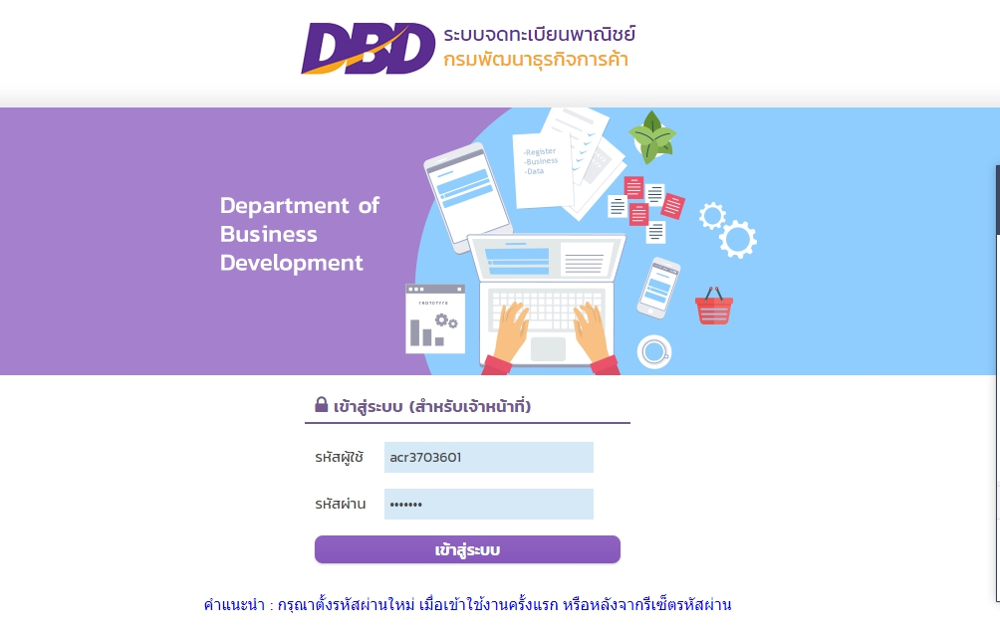 DBD
ระบบจดทะเบียนพาณิชย์
กรมพัฒนาธุรกิจการค้า
-Register
-Business
-Data
Department of
Business
Development
PROTOTYPE
เข้าสู่ระบบ (สำหรับเจ้าหน้าที่)
รหัสผู้ใช้ acr3703601
รหัสผ่าน •••••••
เข้าสู่ระบบ
คำแนะนำ : กรุณาตั้งรหัสผ่านใหม่ เมื่อเข้าใช้งานครั้งแรก หรือหลังจากรีเซ็ตรหัสผ่าน